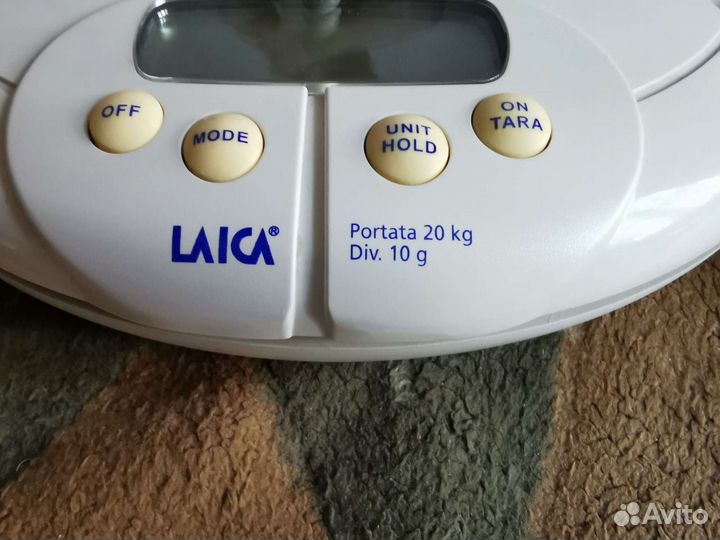 OFF
MODE
UNIT
HOLD
ON
TARA
LAICA®
Portata 20 kg
Div. 10 g
Avito